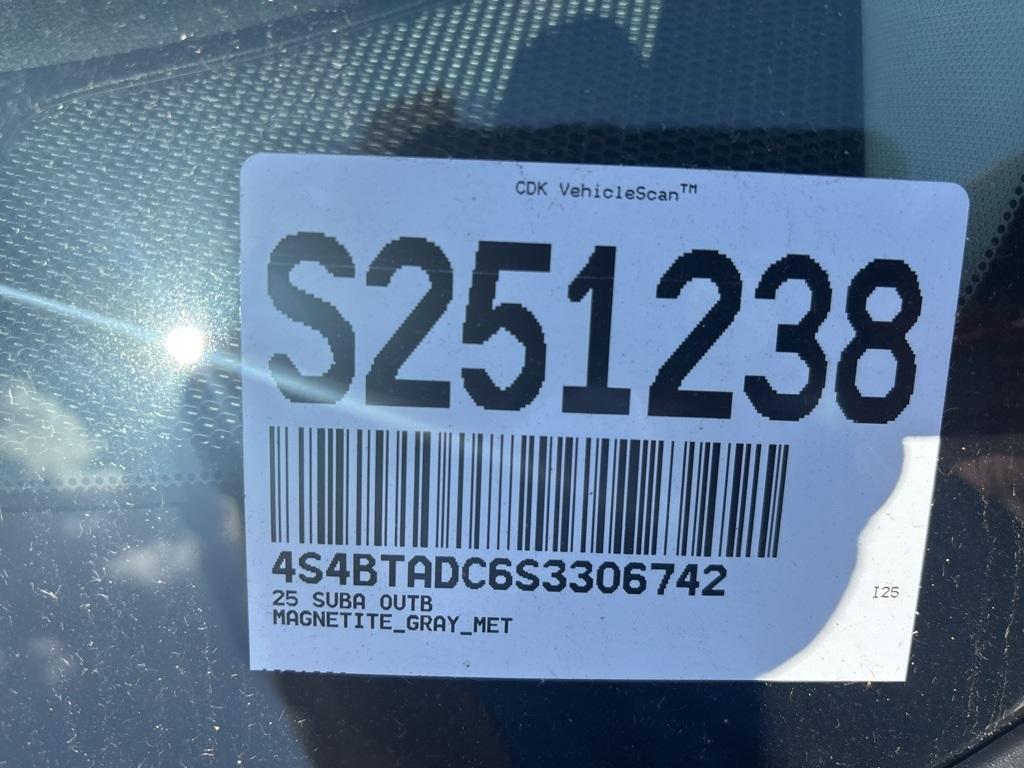 CDK VehicleScan™
S251238
4S4BTADC6S3306742
25 SUBA OUTB
MAGNETITE_GRAY_MET
I25